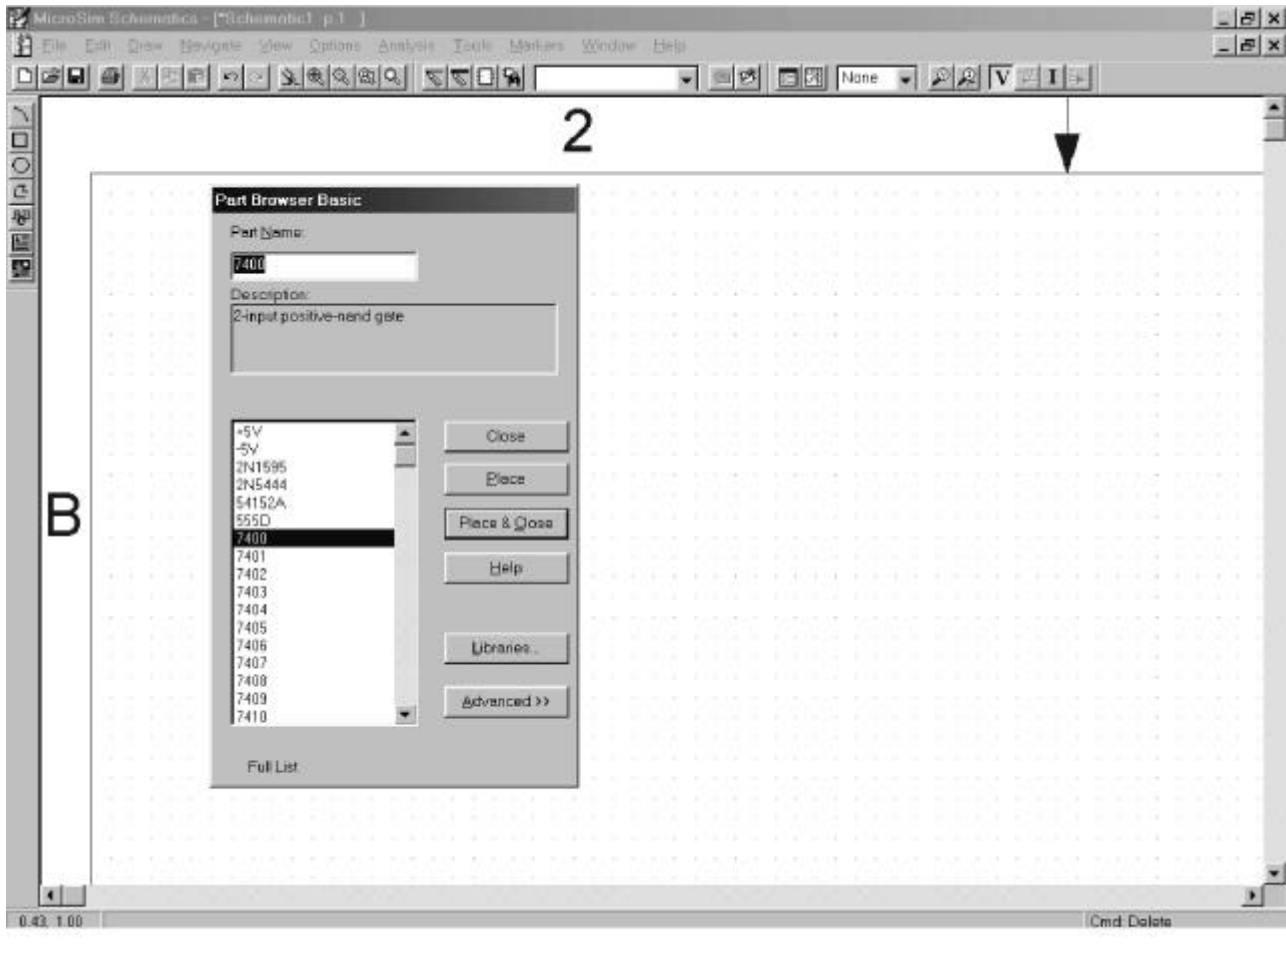 MicroSim Schematics - [*Schematic1 p.1 ]
File Edit Draw Navigate View Options Analysis Tools Markers Window Help
None
V
I
2
B
Part Browser Basic
Part Name:
7400
Description:
2-input positive-nand gate
+5V
-5V
2N1595
2N5444
54152A
555D
7400
7401
7402
7403
7404
7405
7406
7407
7408
7409
7410
Close
Place
Place & Close
Help
Libraries...
Advanced >>
Full List
0.43, 1.00
Cmd: Delete